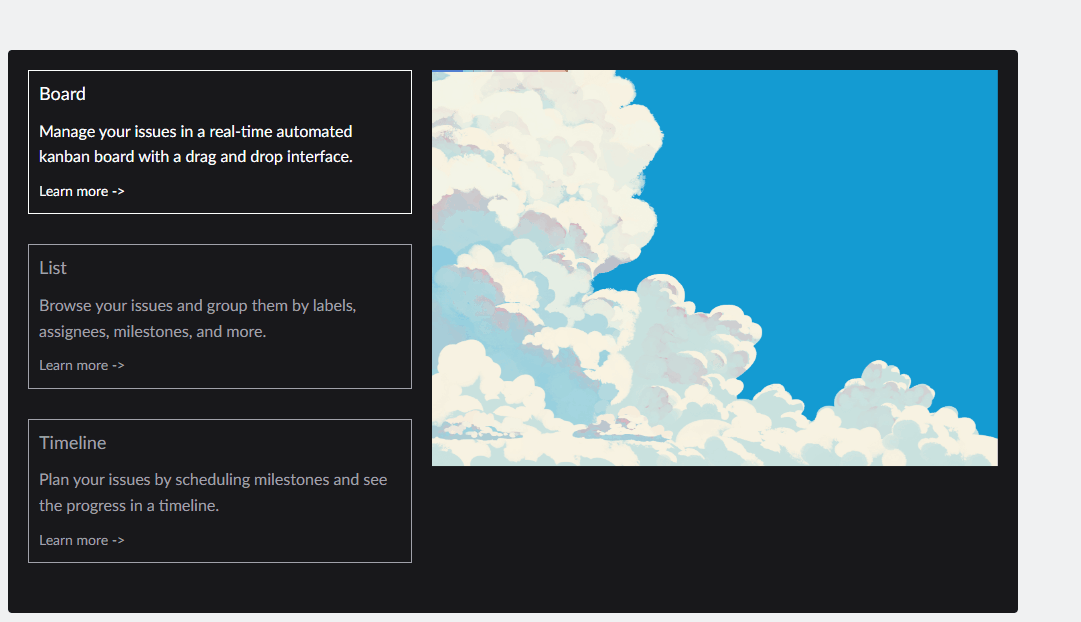 Board
Manage your issues in a real-time automated
kanban board with a drag and drop interface.
Learn more ->
List
Browse your issues and group them by labels,
assignees, milestones, and more.
Learn more ->
Timeline
Plan your issues by scheduling milestones and see
the progress in a timeline.
Learn more ->